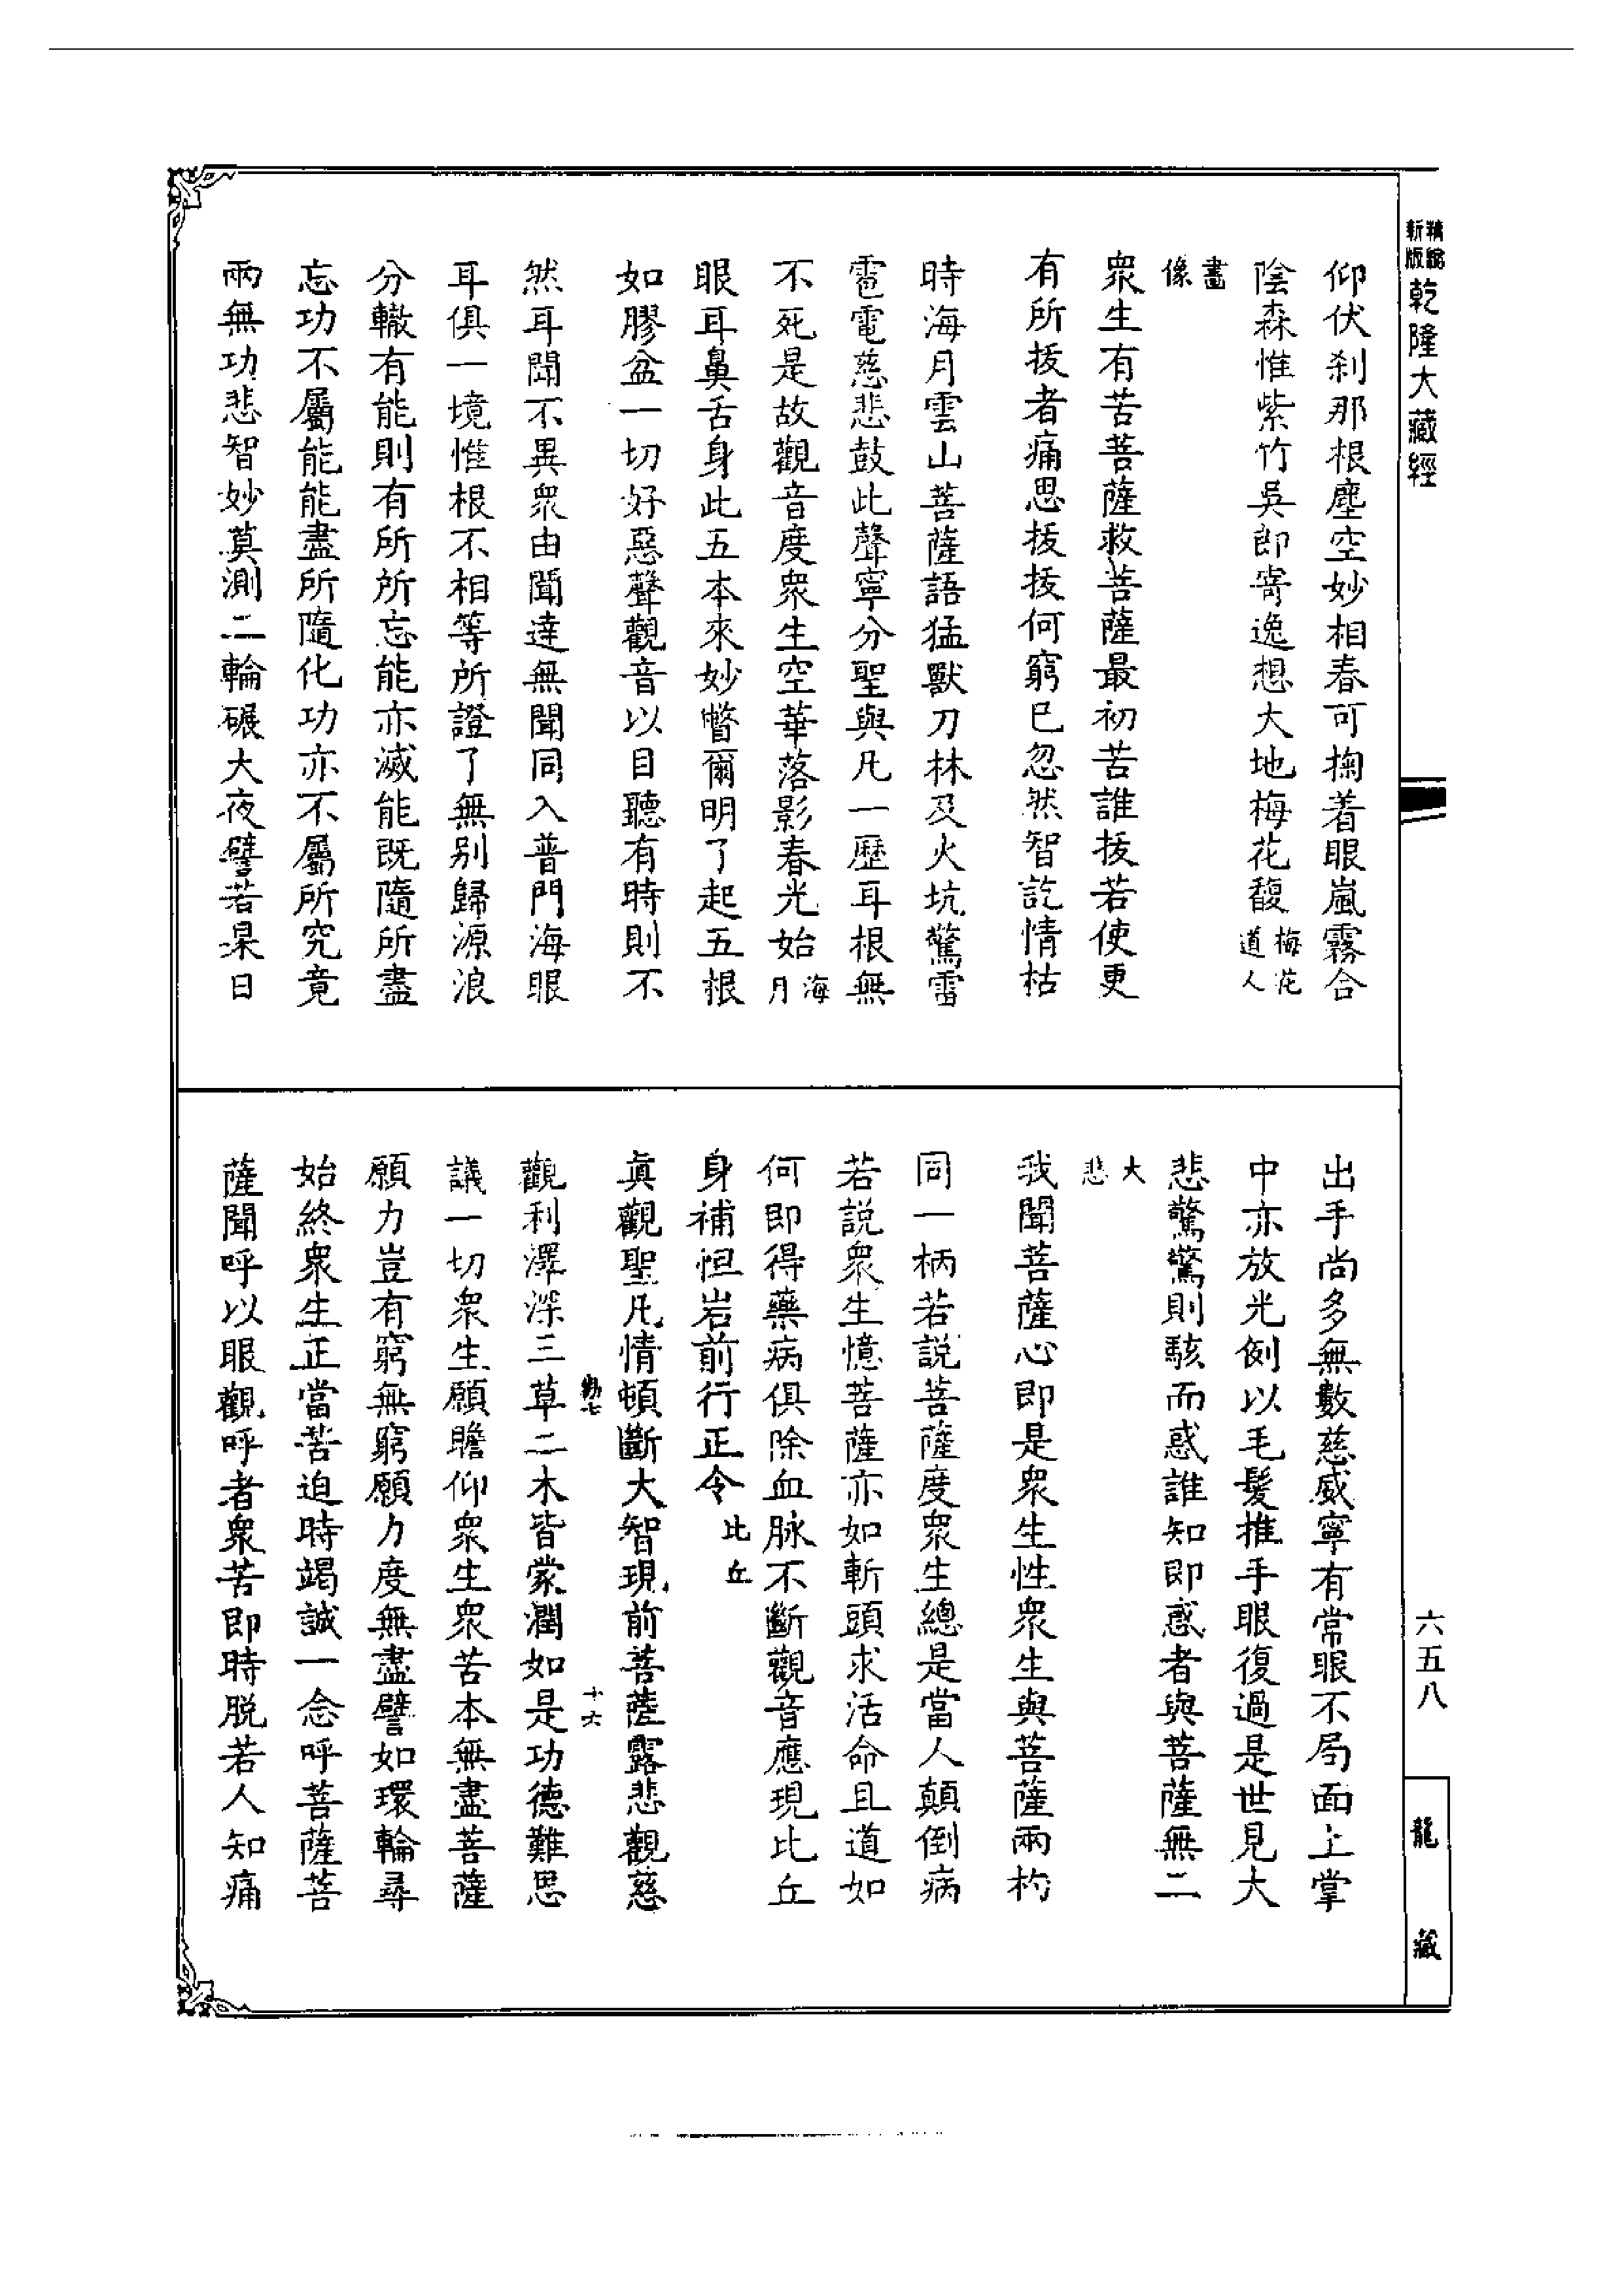 精縮新版乾隆大藏經
仰伏刹那根塵空妙相春可掬着眼嵐霧合
陰森惟紫竹吳郎寄逸想大地梅花馥梅花道人
畫像
衆生有苦菩薩救菩薩最初苦誰拔若使更
有所拔者痛思拔拔何窮已忽然智訖情枯
時海月雲山菩薩語猛獸刀林及火坑驚雷
雹電慈悲鼓此聲寧分聖與凡一歷耳根無
不死是故觀音度衆生空華落影春光始海月
眼耳鼻舌身此五本來妙瞥爾明了起五根
如膠盆一切好惡聲觀音以目聽有時則不
然耳聞不異衆由聞達無聞同入普門海眼
耳俱一境惟根不相等所證了無別歸源浪
分轍有能則有所所忘能亦滅能既隨所盡
忘功不屬能能盡所隨化功亦不屬所究竟
兩無功悲智妙莫測二輪碾大夜譬若杲日
出手尚多無數慈威寧有常眼不局面上掌
中亦放光例以毛髮推手眼復過是世見大
悲驚驚則駭而惑誰知即惑者與菩薩無二
大悲
我聞菩薩心即是衆生性衆生與菩薩兩杓
同一柄若説菩薩度衆生總是當人顛倒病
若説衆生憶菩薩亦如斬頭求活命且道如
何即得藥病俱除血脉不斷觀音應現比丘
身補怛岩前行正令比丘
眞觀聖凡情頓斷大智現前菩薩露悲觀慈
十六
觀利澤深三草二木皆蒙潤如是功德難思
議一切衆生願瞻仰衆生衆苦本無盡菩薩
願力豈有窮無窮願力度無盡譬如環輪尋
始終衆生正當苦迫時竭誠一念呼菩薩菩
薩聞呼以眼觀呼者衆苦即時脱若人知痛
六五八
龍藏